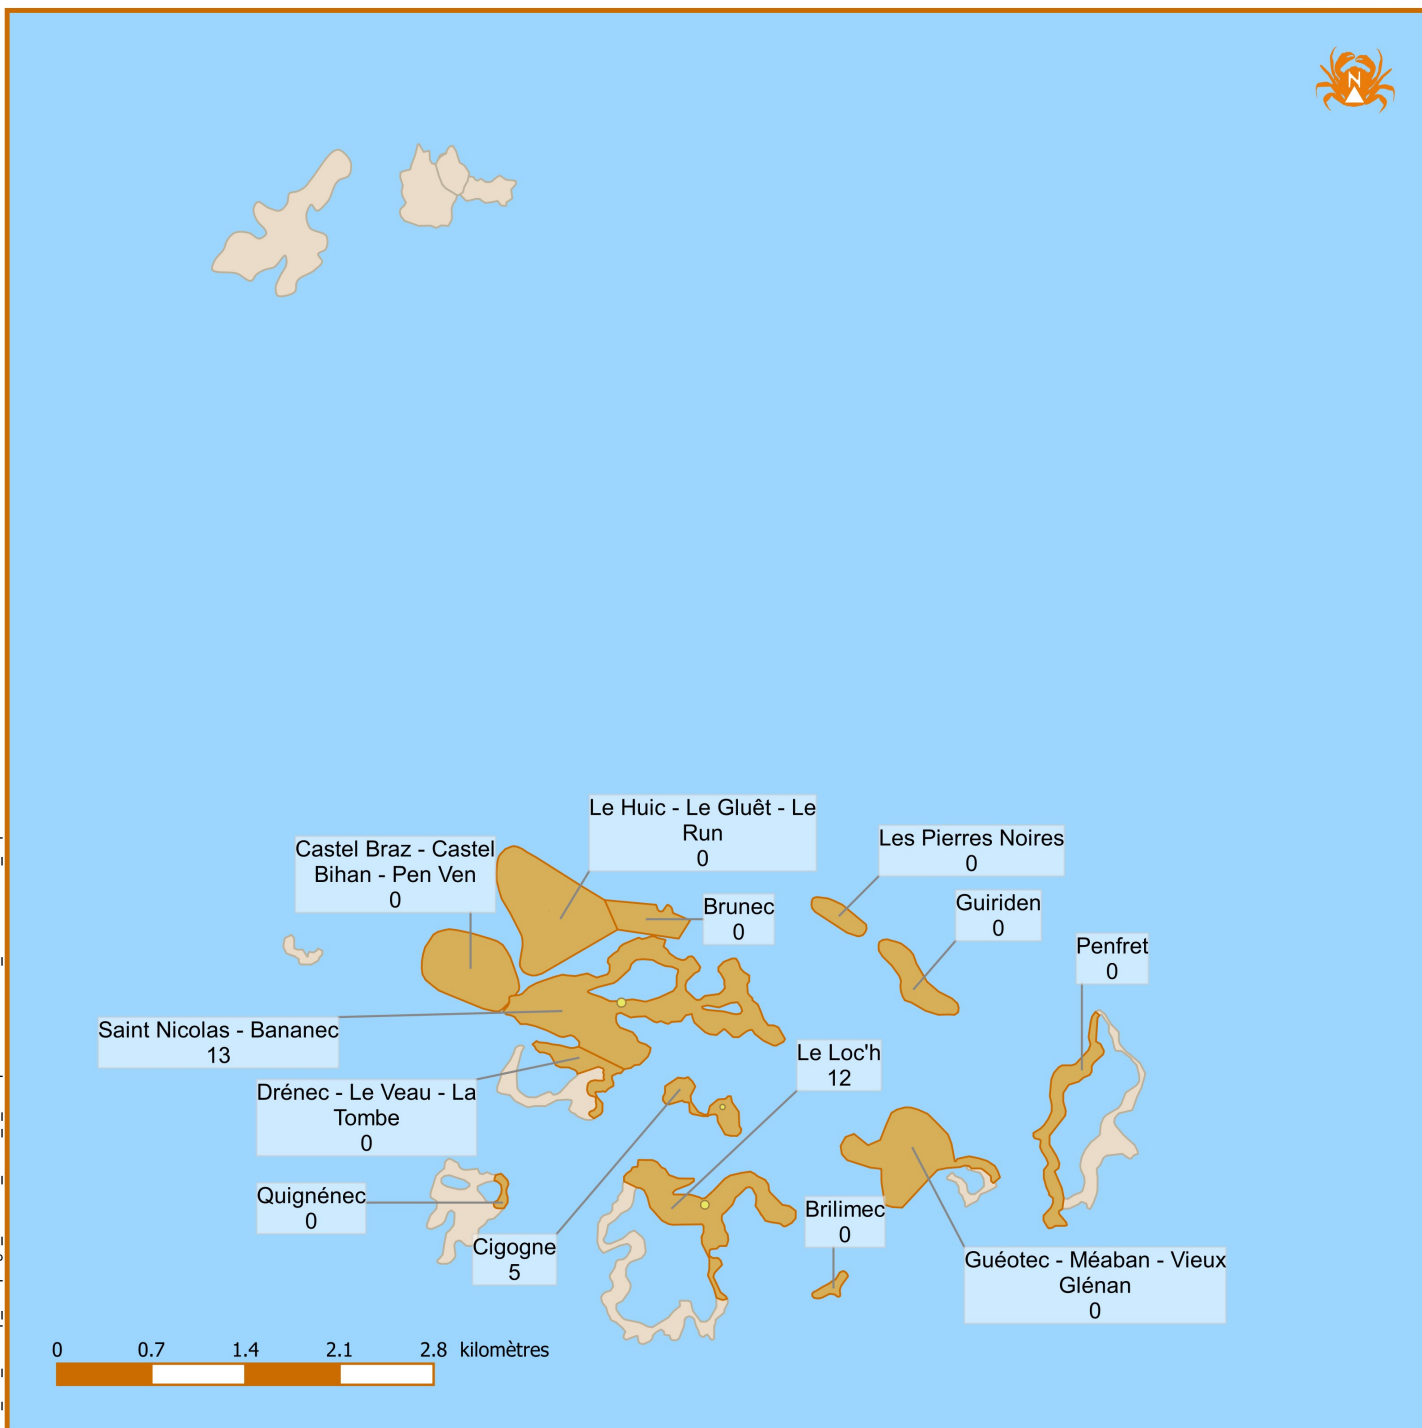 N
Le Huic - Le Gluêt - Le
Run
0
Les Pierres Noires
0
Castel Braz - Castel
Bihan - Pen Ven
0
Brunec
0
Guiriden
0
Penfret
0
Saint Nicolas - Bananec
13
Le Loc'h
12
Drénec - Le Veau - La
Tombe
0
Quignénec
0
Brilimec
0
Cigogne
5
Guéotec - Méaban - Vieux
Glénan
0
0 0.7 1.4 2.1 2.8 kilomètres